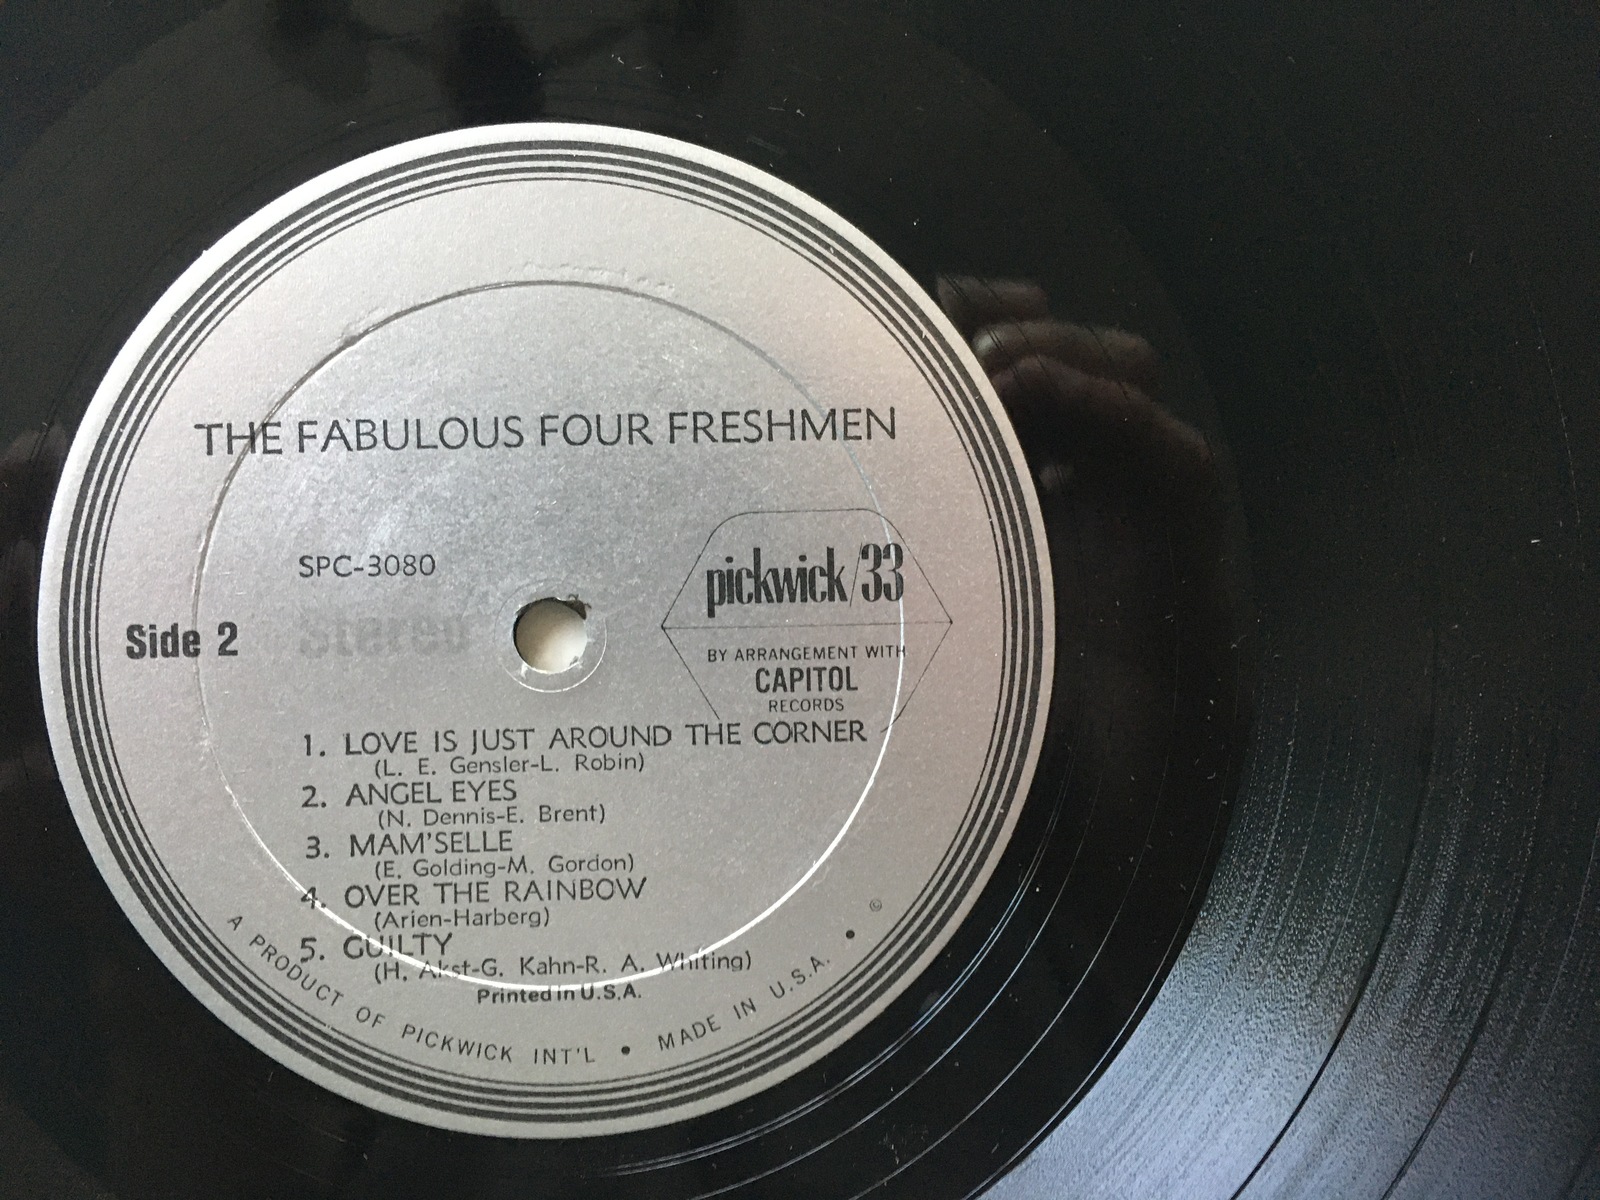 THE FABULOUS FOUR FRESHMEN
SPC-3080
Side 2
Stereo
pickwick/33
BY ARRANGEMENT WITH
CAPITOL
RECORDS
1. LOVE IS JUST AROUND THE CORNER
(L. E. Gensler-L. Robin)
2. ANGEL EYES
(N. Dennis-E. Brent)
3. MAM'SELLE
(E. Golding-M. Gordon)
4. OVER THE RAINBOW
(Arien-Harberg)
5. GUILTY
(H. Akst-G. Kahn-R. A. Whiting)
Printed in U.S.A.
A PRODUCT OF PICKWICK INT'L • MADE IN U.S.A. • ©